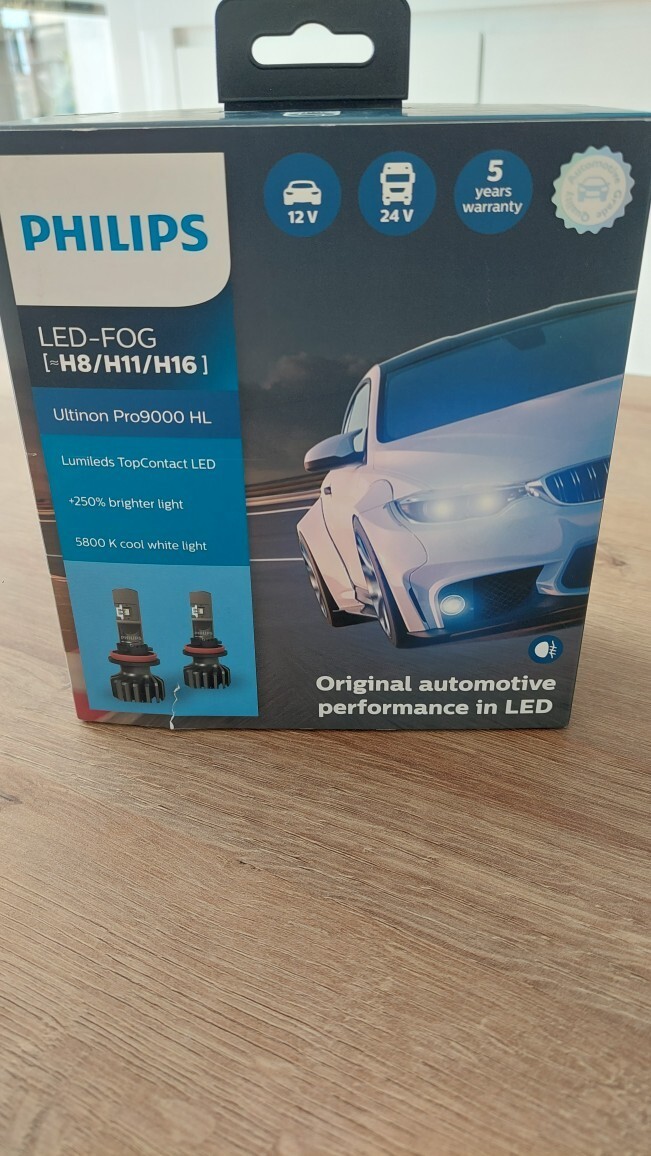 PHILIPS
12 V
24 V
5
years
warranty
LED-FOG
[≈H8/H11/H16]
Ultinon Pro9000 HL
Lumileds TopContact LED
+250% brighter light
5800 K cool white light
PHILIPS
Original automotive
performance in LED